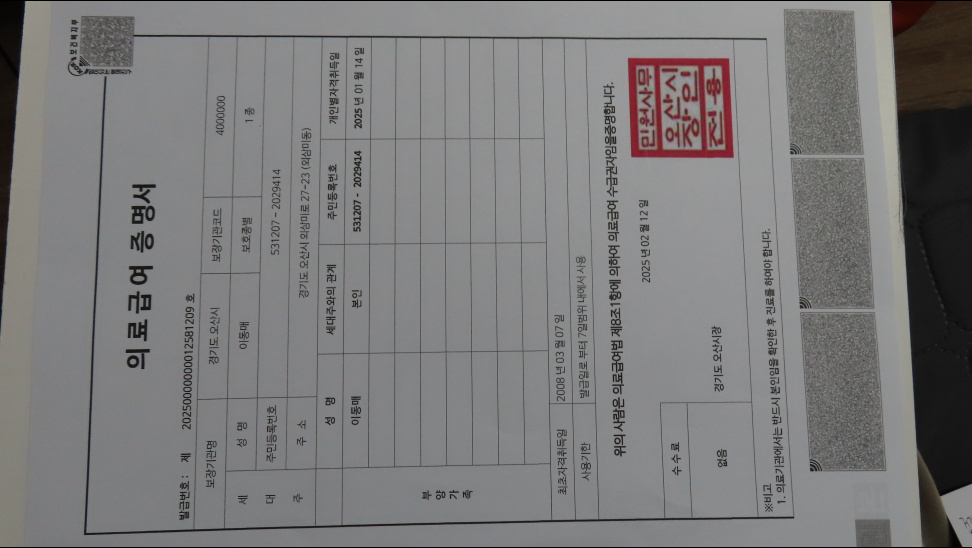 보건복지부
의료급여 증명서
발급번호 : 제 2025000000012581209 호
보장기관명 경기도 오산시 보장기관코드 4000000
세대주 성 명 이동매 보호종별 1 종
주민등록번호 531207 - 2029414
주 소 경기도 오산시 외삼미로 27-23 (외삼미동)
부양가족 성 명 세대주와의 관계 주민등록번호 개인별자격취득일
이동매 본인 531207 - 2029414 2025 년 01 월 14 일
최초자격취득일 2008 년 03 월 07 일
사용기한 발급일로 부터 7일범위 내에서 사용
위의 사람은 의료급여법 제8조1항에 의하여 의료급여 수급권자임을증명합니다.
2025 년 02 월 12 일
수 수 료
없음
경기도 오산시장
민원사무
오산시
장인
전용
※비고
1. 의료기관에서는 반드시 본인임을 확인한 후 진료를 하여야 합니다.